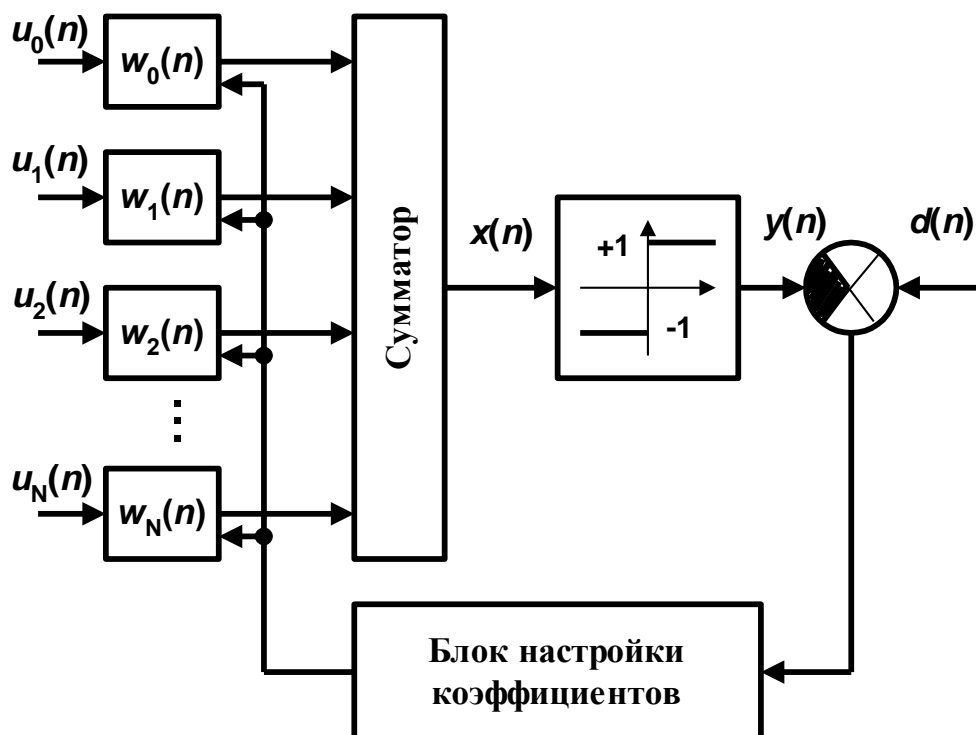 u0(n)
w0(n)
u1(n)
w1(n)
u2(n)
w2(n)
uN(n)
wN(n)
Сумматор
x(n)
+1
-1
y(n)
d(n)
Блок настройки
коэффициентов